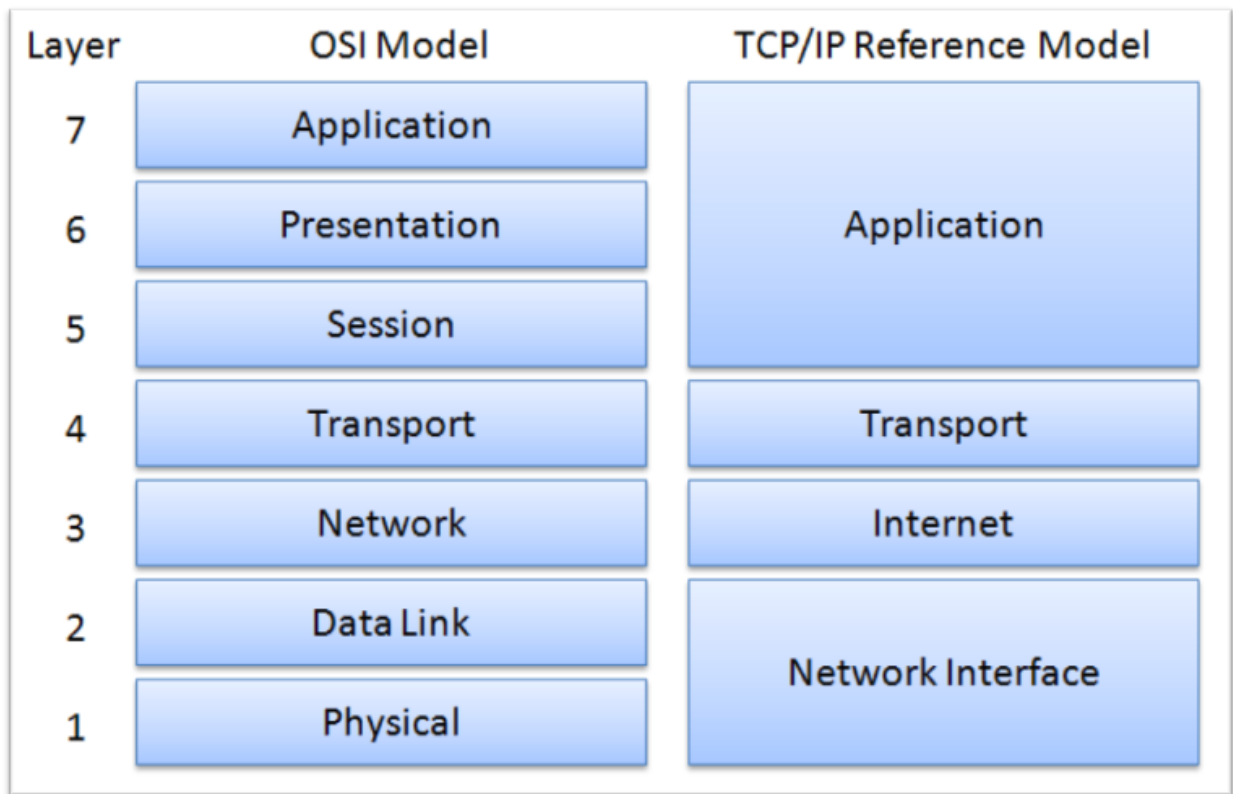 Layer OSI Model TCP/IP Reference Model
7 Application
6 Presentation Application
5 Session
4 Transport Transport
3 Network Internet
2 Data Link
Network Interface
1 Physical